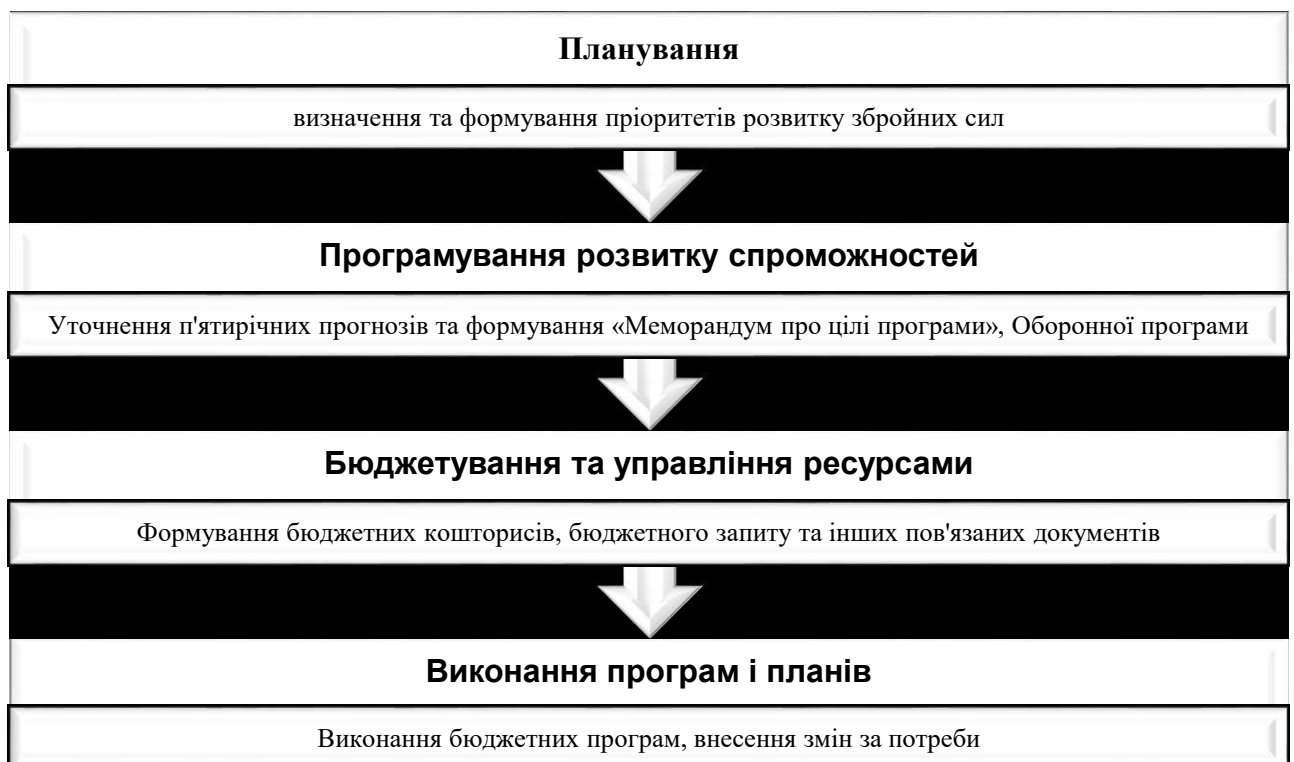 Планування
визначення та формування пріоритетів розвитку збройних сил
Програмування розвитку спроможностей
Уточнення п'ятирічних прогнозів та формування «Меморандум про цілі програми», Оборонної програми
Бюджетування та управління ресурсами
Формування бюджетних кошторисів, бюджетного запиту та інших пов'язаних документів
Виконання програм і планів
Виконання бюджетних програм, внесення змін за потреби